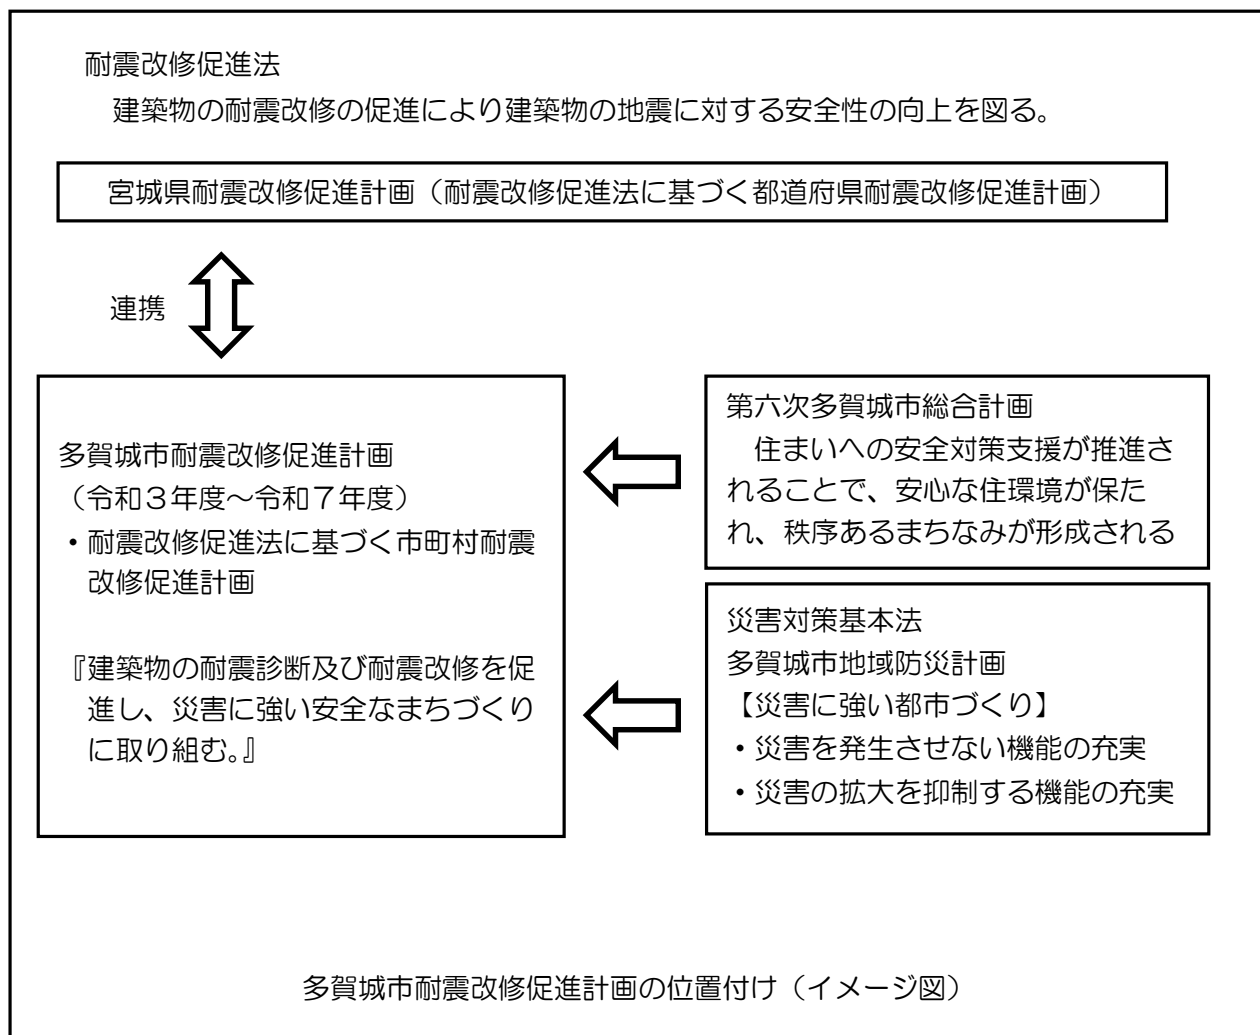 耐震改修促進法
建築物の耐震改修の促進により建築物の地震に対する安全性の向上を図る。
宮城県耐震改修促進計画（耐震改修促進法に基づく都道府県耐震改修促進計画）
連携
多賀城市耐震改修促進計画
（令和３年度～令和７年度）
・耐震改修促進法に基づく市町村耐震
改修促進計画
『建築物の耐震診断及び耐震改修を促
進し、災害に強い安全なまちづくり
に取り組む。』
第六次多賀城市総合計画
住まいへの安全対策支援が推進さ
れることで、安心な住環境が保た
れ、秩序あるまちなみが形成される
災害対策基本法
多賀城市地域防災計画
【災害に強い都市づくり】
・災害を発生させない機能の充実
・災害の拡大を抑制する機能の充実
多賀城市耐震改修促進計画の位置付け（イメージ図）